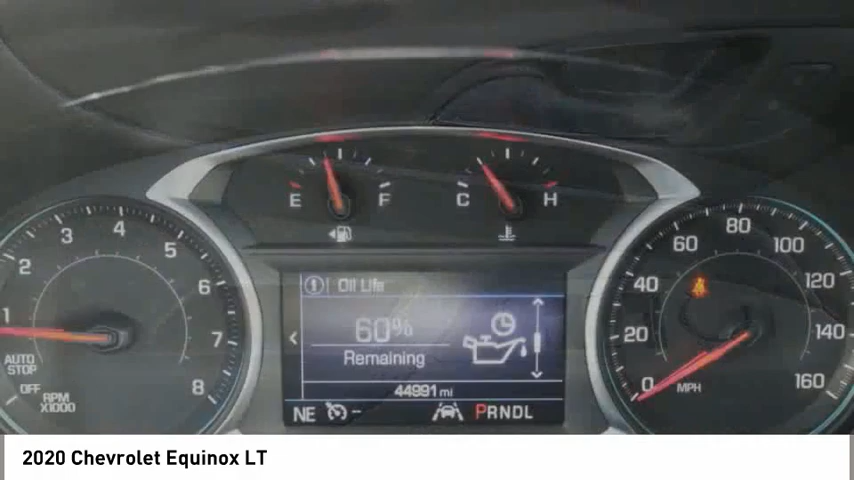 E F C H
1 2 3 4 5 6 7 8
AUTO
STOP
OFF
RPM
X1000
Oil Life
60%
Remaining
44991 mi
NE -- PRNDL
0 20 40 60 80 100 120 140 160
MPH
2020 Chevrolet Equinox LT